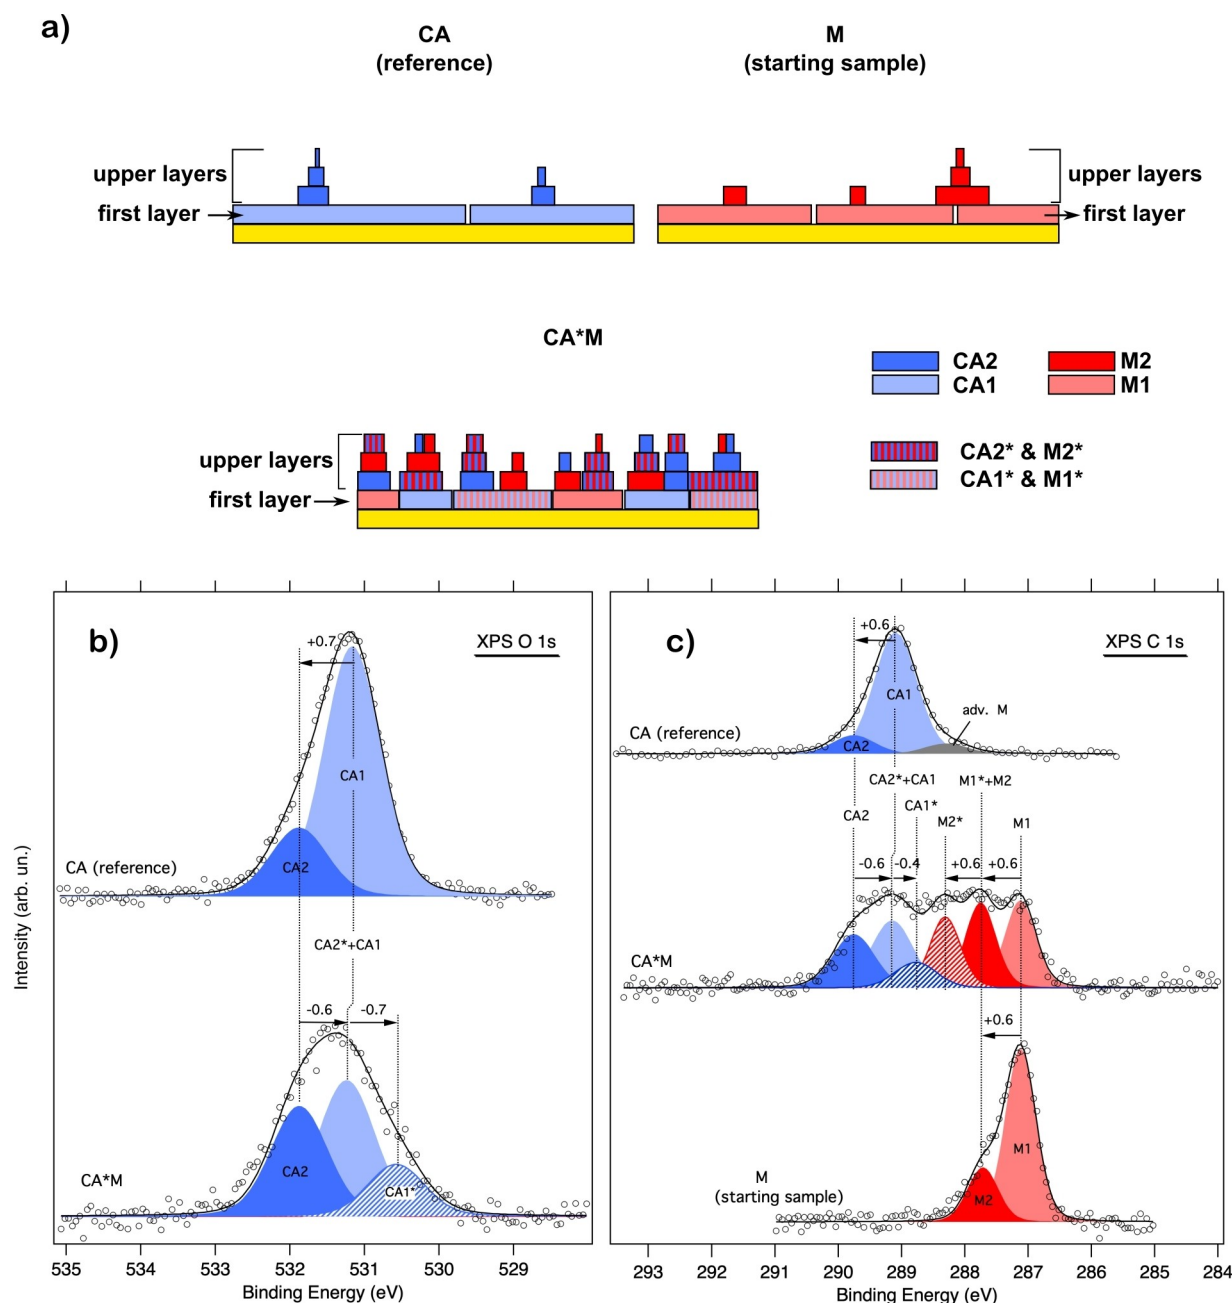 a)
CA
(reference)
M
(starting sample)
upper layers
first layer
upper layers
first layer
CA*M
CA2
M2
CA1
M1
upper layers
first layer
CA2* & M2*
CA1* & M1*
b)
XPS O 1s
+0.7
CA1
CA2
CA (reference)
CA2*+CA1
-0.6
-0.7
CA2
CA1*
CA*M
535
534
533
532
531
530
529
Binding Energy (eV)
Intensity (arb. un.)
c)
XPS C 1s
+0.6
CA1
adv. M
CA (reference)
CA2
CA2*+CA1
M1*+M2
CA2
CA1*
M2*
M1
-0.6
-0.4
+0.6
+0.6
CA*M
+0.6
M1
M
(starting sample)
M2
293
292
291
290
289
288
287
286
285
284
Binding Energy (eV)